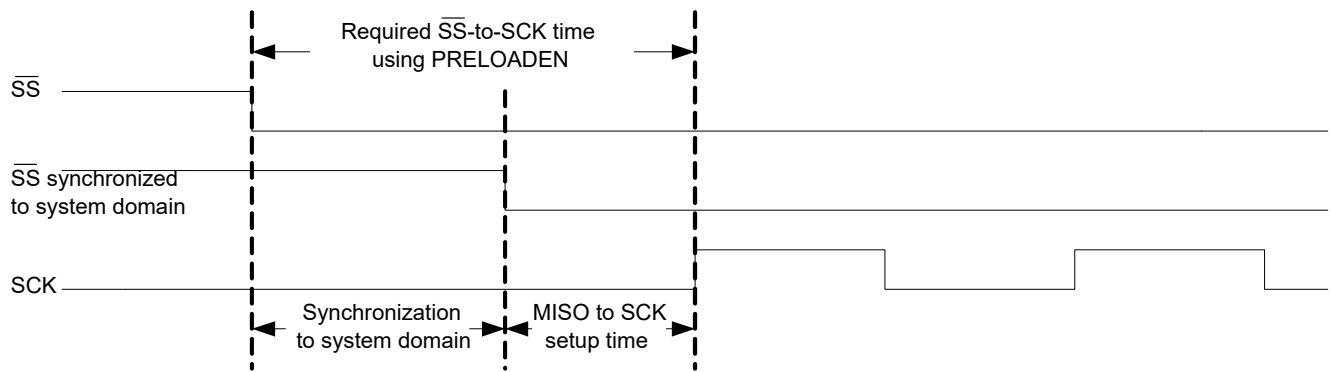 Required S̅S̅-to-SCK time
using PRELOADEN
S̅S̅
S̅S̅ synchronized
to system domain
SCK
Synchronization
to system domain
MISO to SCK
setup time